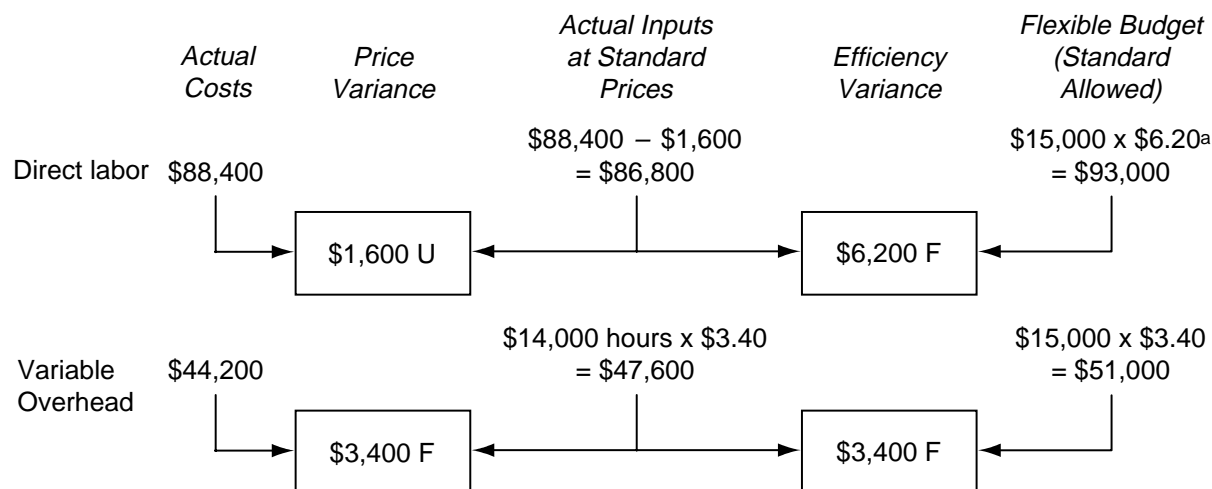 Actual Costs
Price Variance
Actual Inputs at Standard Prices
Efficiency Variance
Flexible Budget (Standard Allowed)
Direct labor
$88,400
$88,400 – $1,600
= $86,800
$15,000 x $6.20a
= $93,000
$1,600 U
$6,200 F
Variable
Overhead
$44,200
$14,000 hours x $3.40
= $47,600
$15,000 x $3.40
= $51,000
$3,400 F
$3,400 F